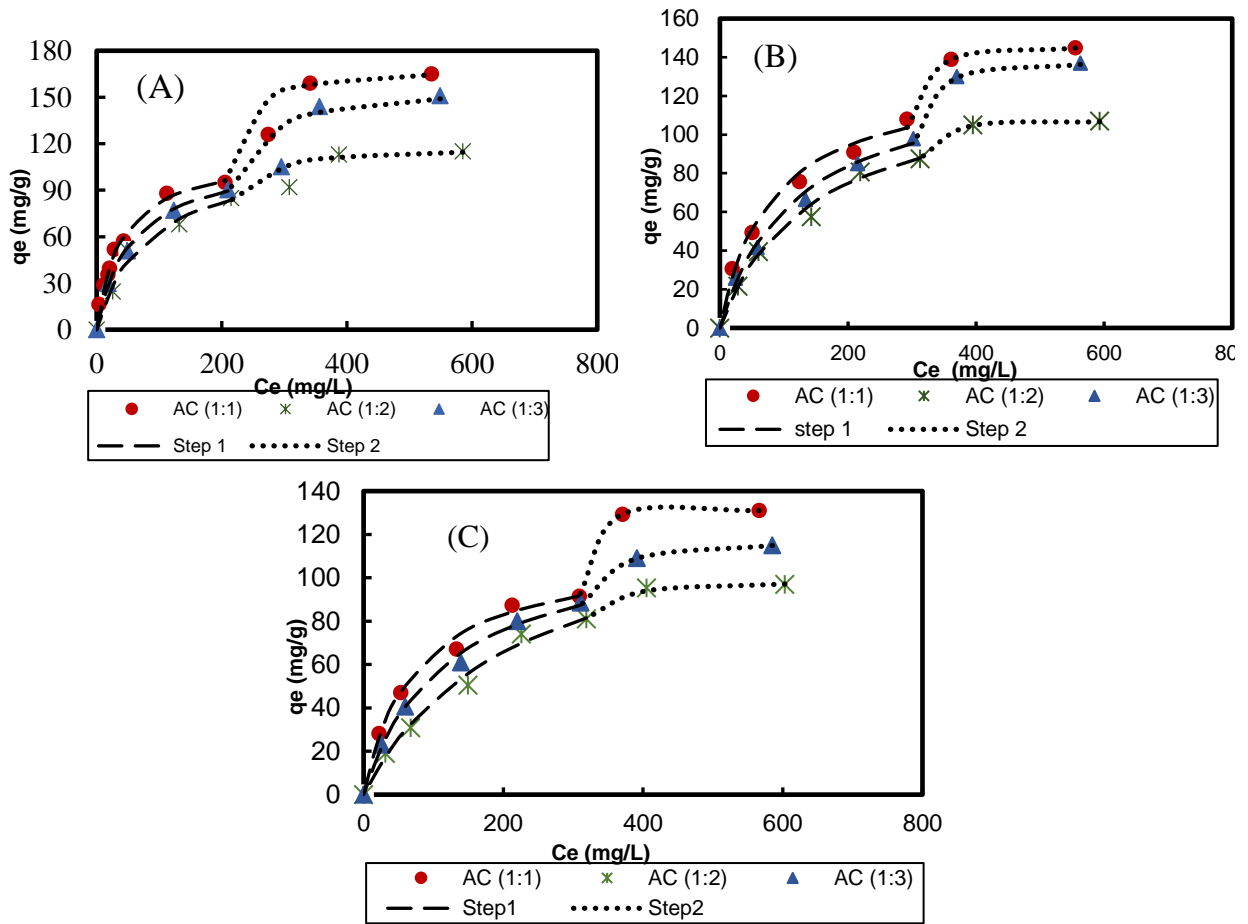 (A)
180
150
120
90
60
30
0
qe (mg/g)
0 200 400 600 800
Ce (mg/L)
AC (1:1) AC (1:2) AC (1:3)
Step 1 Step 2
(B)
160
140
120
100
80
60
40
20
0
qe (mg/g)
0 200 400 600 80
Ce (mg/L)
AC (1:1) AC (1:2) AC (1:3)
step 1 Step 2
(C)
140
120
100
80
60
40
20
0
qe (mg/g)
0 200 400 600 800
Ce (mg/L)
AC (1:1) AC (1:2) AC (1:3)
Step1 Step2